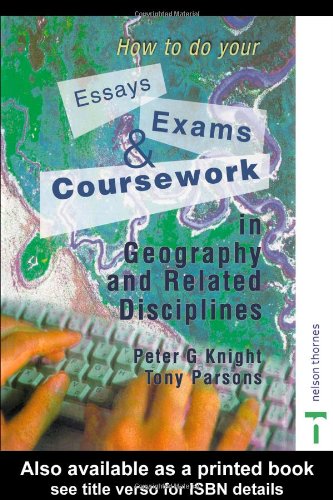 How to do your
Essays
Exams
&
Coursework
in
Geography
and Related
Disciplines
Peter G Knight
Tony Parsons
nelson thornes
Also available as a printed book
see title verso for ISBN details